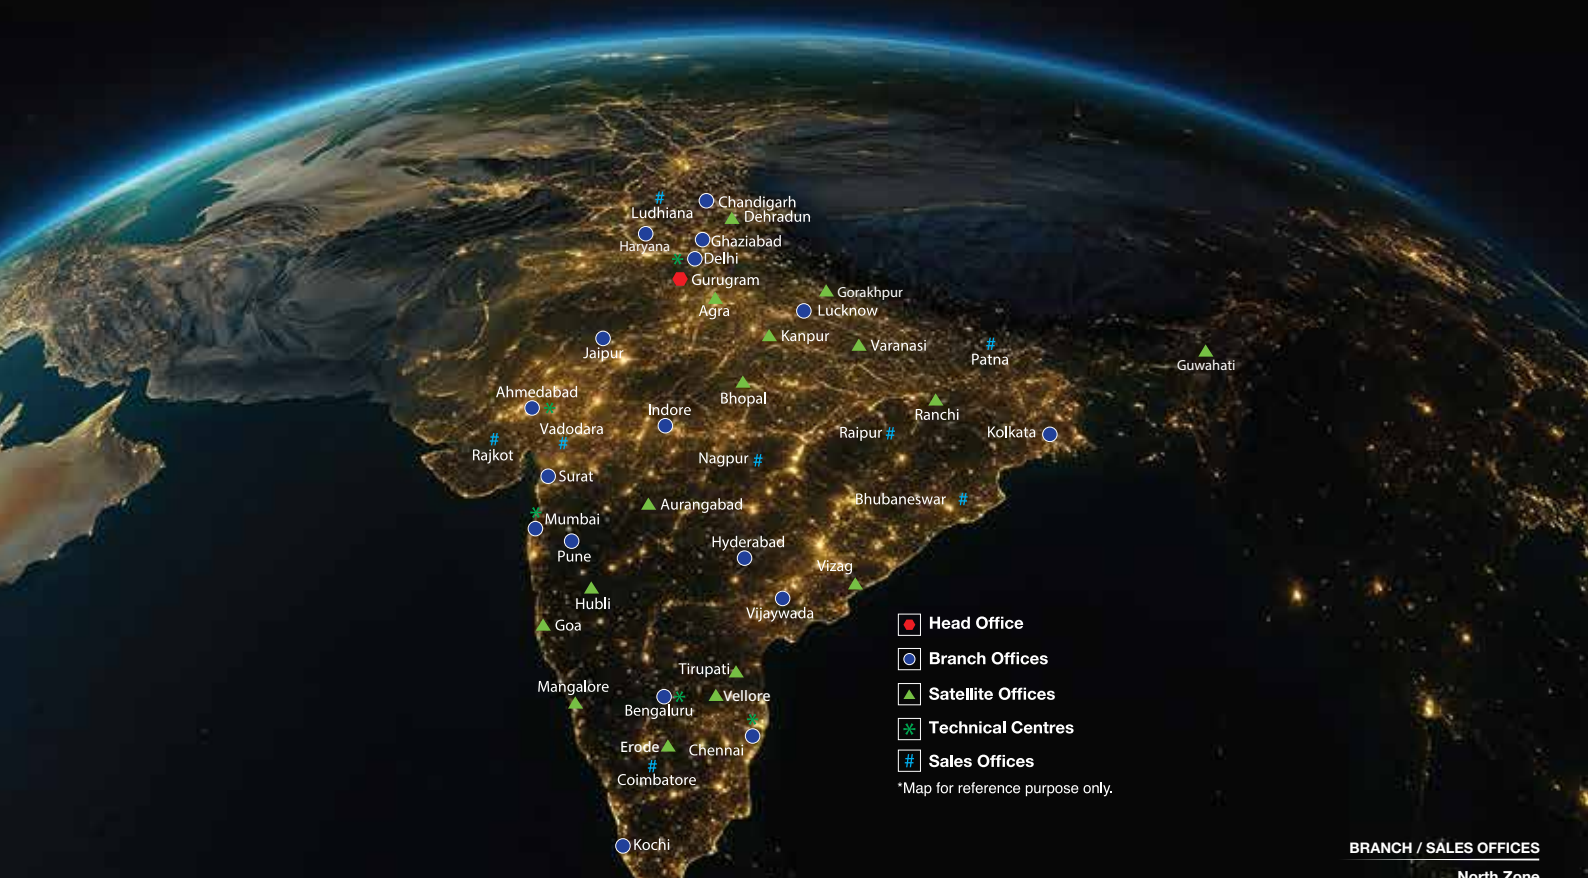 #
Ludhiana
Chandigarh
Dehradun
Haryana
Ghaziabad
*
Delhi
Gurugram
Agra
Gorakhpur
Lucknow
Kanpur
Varanasi
#
Patna
Guwahati
Jaipur
Ahmedabad
*
Bhopal
Ranchi
Indore
Vadodara
#
Raipur #
Kolkata
#
Rajkot
Nagpur #
Surat
Aurangabad
Bhubaneswar #
*
Mumbai
Pune
Hyderabad
Vizag
Hubli
Vijaywada
Goa
Tirupati
Mangalore
*
Bengaluru
Vellore
*
Erode
Chennai
#
Coimbatore
Kochi
Head Office
Branch Offices
Satellite Offices
* Technical Centres
# Sales Offices
*Map for reference purpose only.
BRANCH / SALES OFFICES
North Zone